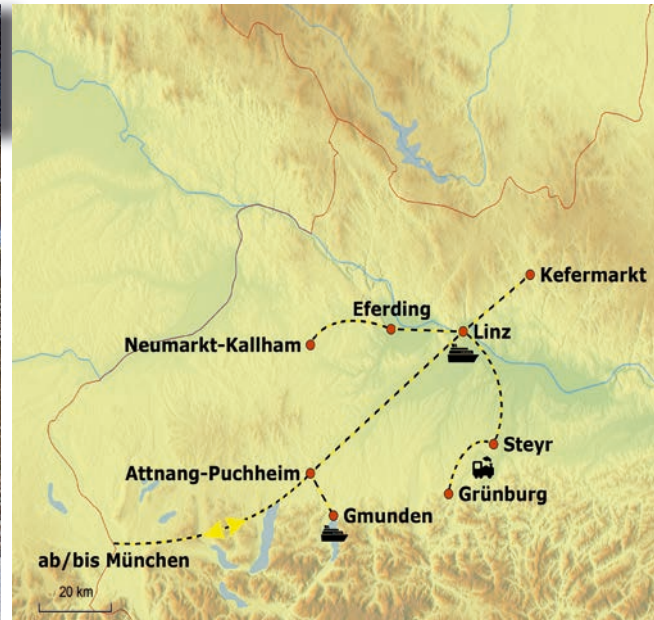 Kefermarkt
Eferding
Linz
Neumarkt-Kallham
Steyr
Attnang-Puchheim
Grünburg
Gmunden
ab/bis München
20 km